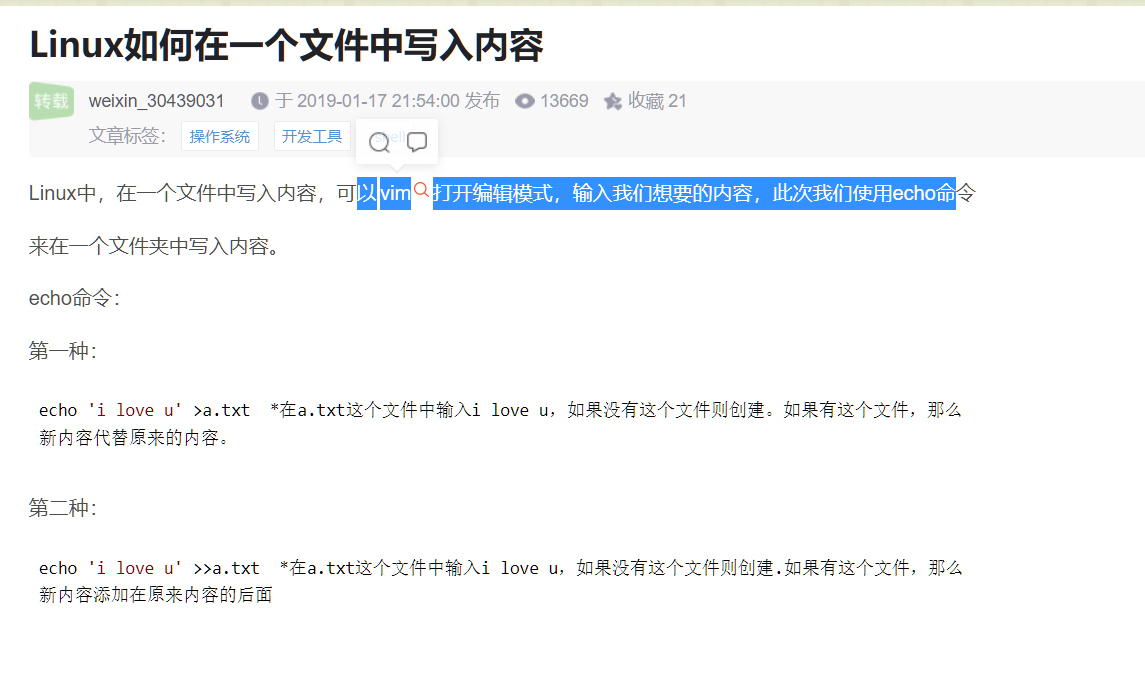 Linux如何在一个文件中写入内容
转载 weixin_30439031 于 2019-01-17 21:54:00 发布 13669 收藏 21
文章标签： 操作系统 开发工具 shell
Linux中，在一个文件中写入内容，可以 vim 打开编辑模式，输入我们想要的内容，此次我们使用echo命令
来在一个文件夹中写入内容。
echo命令：
第一种：
echo 'i love u' >a.txt  *在a.txt这个文件中输入i love u，如果没有这个文件则创建。如果有这个文件，那么
新内容代替原来的内容。
第二种：
echo 'i love u' >>a.txt  *在a.txt这个文件中输入i love u，如果没有这个文件则创建.如果有这个文件，那么
新内容添加在原来内容的后面